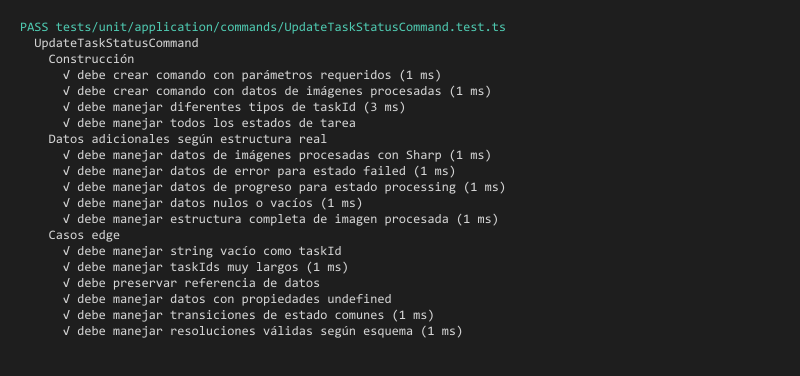 PASS tests/unit/application/commands/UpdateTaskStatusCommand.test.ts
UpdateTaskStatusCommand
Construcción
√ debe crear comando con parámetros requeridos (1 ms)
√ debe crear comando con datos de imágenes procesadas (1 ms)
√ debe manejar diferentes tipos de taskId (3 ms)
√ debe manejar todos los estados de tarea
Datos adicionales según estructura real
√ debe manejar datos de imágenes procesadas con Sharp (1 ms)
√ debe manejar datos de error para estado failed (1 ms)
√ debe manejar datos de progreso para estado processing (1 ms)
√ debe manejar datos nulos o vacíos (1 ms)
√ debe manejar estructura completa de imagen procesada (1 ms)
Casos edge
√ debe manejar string vacío como taskId
√ debe manejar taskIds muy largos (1 ms)
√ debe preservar referencia de datos
√ debe manejar datos con propiedades undefined
√ debe manejar transiciones de estado comunes (1 ms)
√ debe manejar resoluciones válidas según esquema (1 ms)